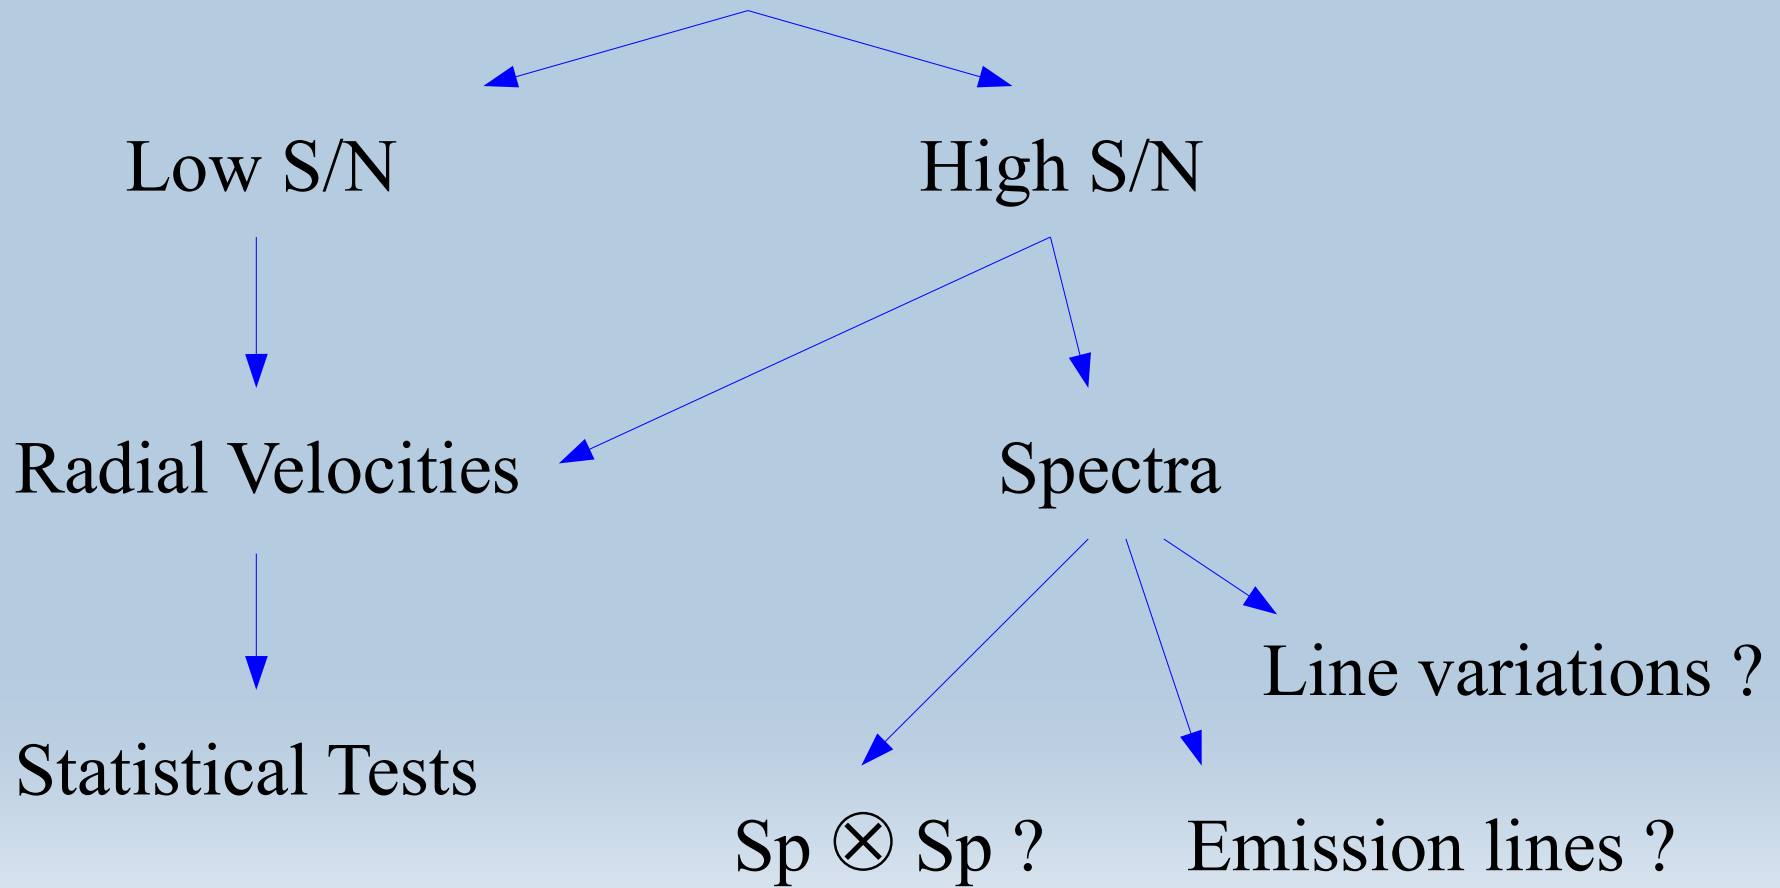 Low S/N
High S/N
Radial Velocities
Spectra
Line variations ?
Statistical Tests
Sp ⊗ Sp ?
Emission lines ?